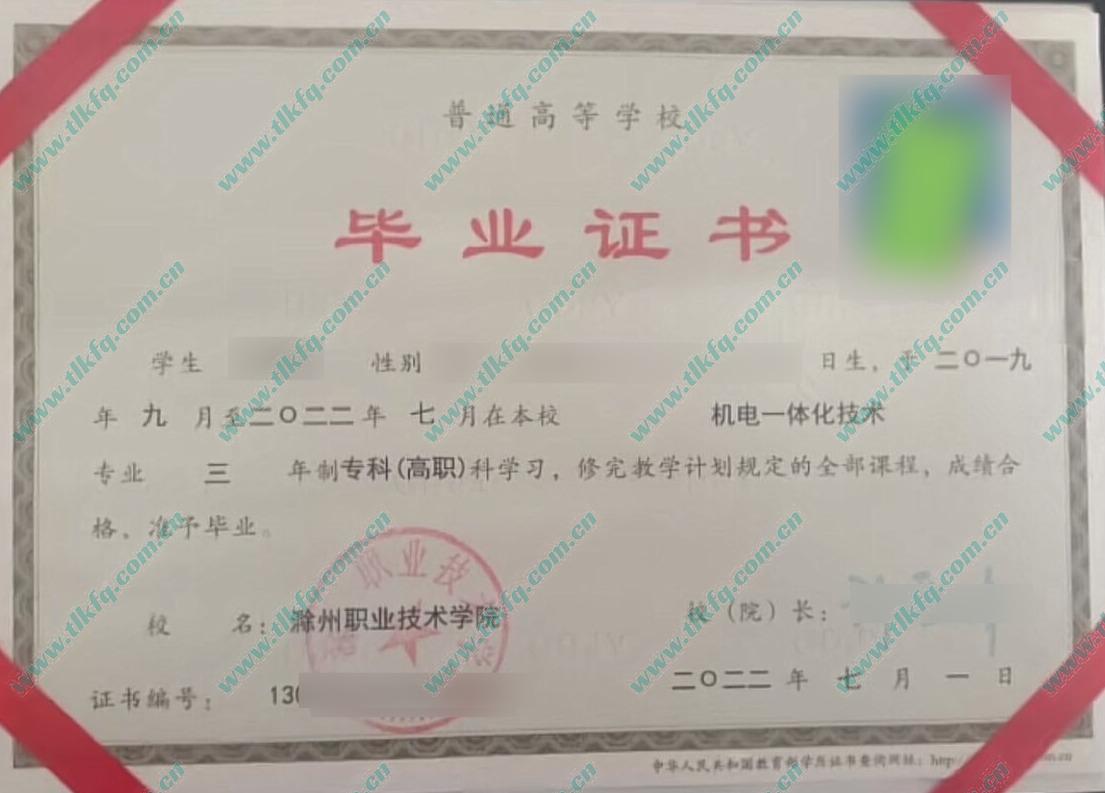 普通高等学校
毕业证书
学生 性别 日生，于 二〇一九
年 九 月至二〇二二年 七 月在本校 机电一体化技术
专业 三 年制专科(高职)科学习，修完教学计划规定的全部课程，成绩合
格，准予毕业。
职业技术
校 名：滁州职业技术学院 校（院）长：
证书编号： 130 二〇二二 年 七 月 一 日
中华人民共和国教育部学历证书查询网址：http://
www.tlkfq.com.cn